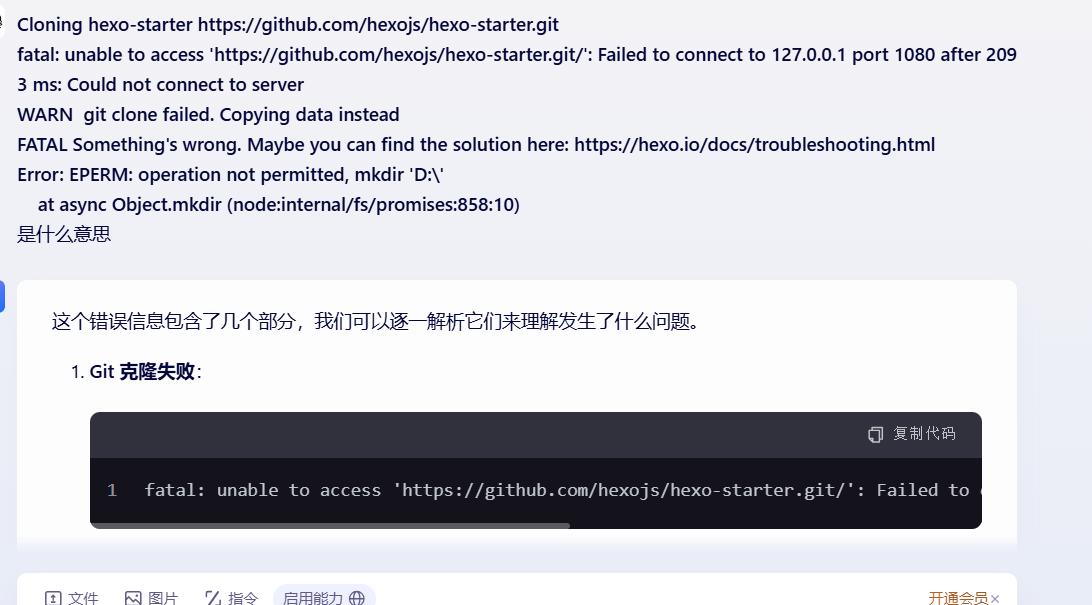 Cloning hexo-starter https://github.com/hexojs/hexo-starter.git
fatal: unable to access 'https://github.com/hexojs/hexo-starter.git/': Failed to connect to 127.0.0.1 port 1080 after 209
3 ms: Could not connect to server
WARN  git clone failed. Copying data instead
FATAL Something's wrong. Maybe you can find the solution here: https://hexo.io/docs/troubleshooting.html
Error: EPERM: operation not permitted, mkdir 'D:\'
    at async Object.mkdir (node:internal/fs/promises:858:10)
是什么意思
这个错误信息包含了几个部分，我们可以逐一解析它们来理解发生了什么问题。
1. Git 克隆失败：
复制代码
1 fatal: unable to access 'https://github.com/hexojs/hexo-starter.git/': Failed to
文件 图片 指令 启用能力 开通会员×